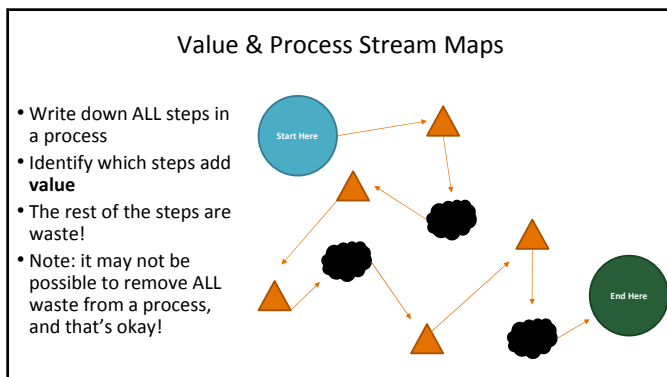 Value & Process Stream Maps
• Write down ALL steps in
a process
• Identify which steps add
value
• The rest of the steps are
waste!
• Note: it may not be
possible to remove ALL
waste from a process,
and that's okay!
Start Here
End Here